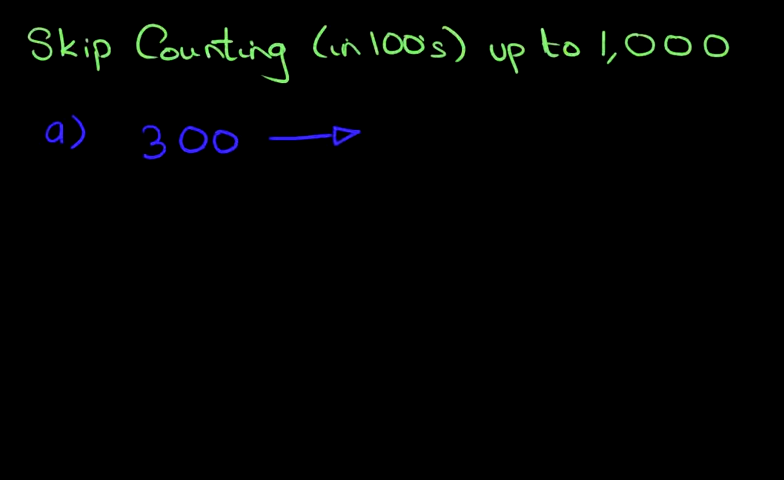 Skip Counting (in 100's) up to 1,000
a) 300 →